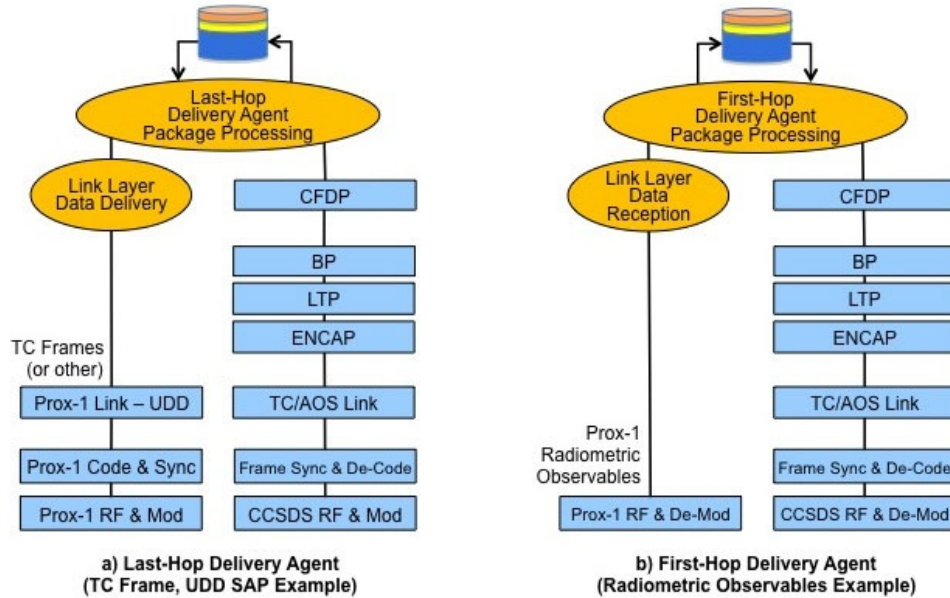 Last-Hop
Delivery Agent
Package Processing
Link Layer
Data Delivery
TC Frames
(or other)
Prox-1 Link – UDD
Prox-1 Code & Sync
Prox-1 RF & Mod
CFDP
BP
LTP
ENCAP
TC/AOS Link
Frame Sync & De-Code
CCSDS RF & Mod
a) Last-Hop Delivery Agent
(TC Frame, UDD SAP Example)
First-Hop
Delivery Agent
Package Processing
Link Layer
Data
Reception
Prox-1
Radiometric
Observables
Prox-1 RF & De-Mod
CFDP
BP
LTP
ENCAP
TC/AOS Link
Frame Sync & De-Code
CCSDS RF & De-Mod
b) First-Hop Delivery Agent
(Radiometric Observables Example)